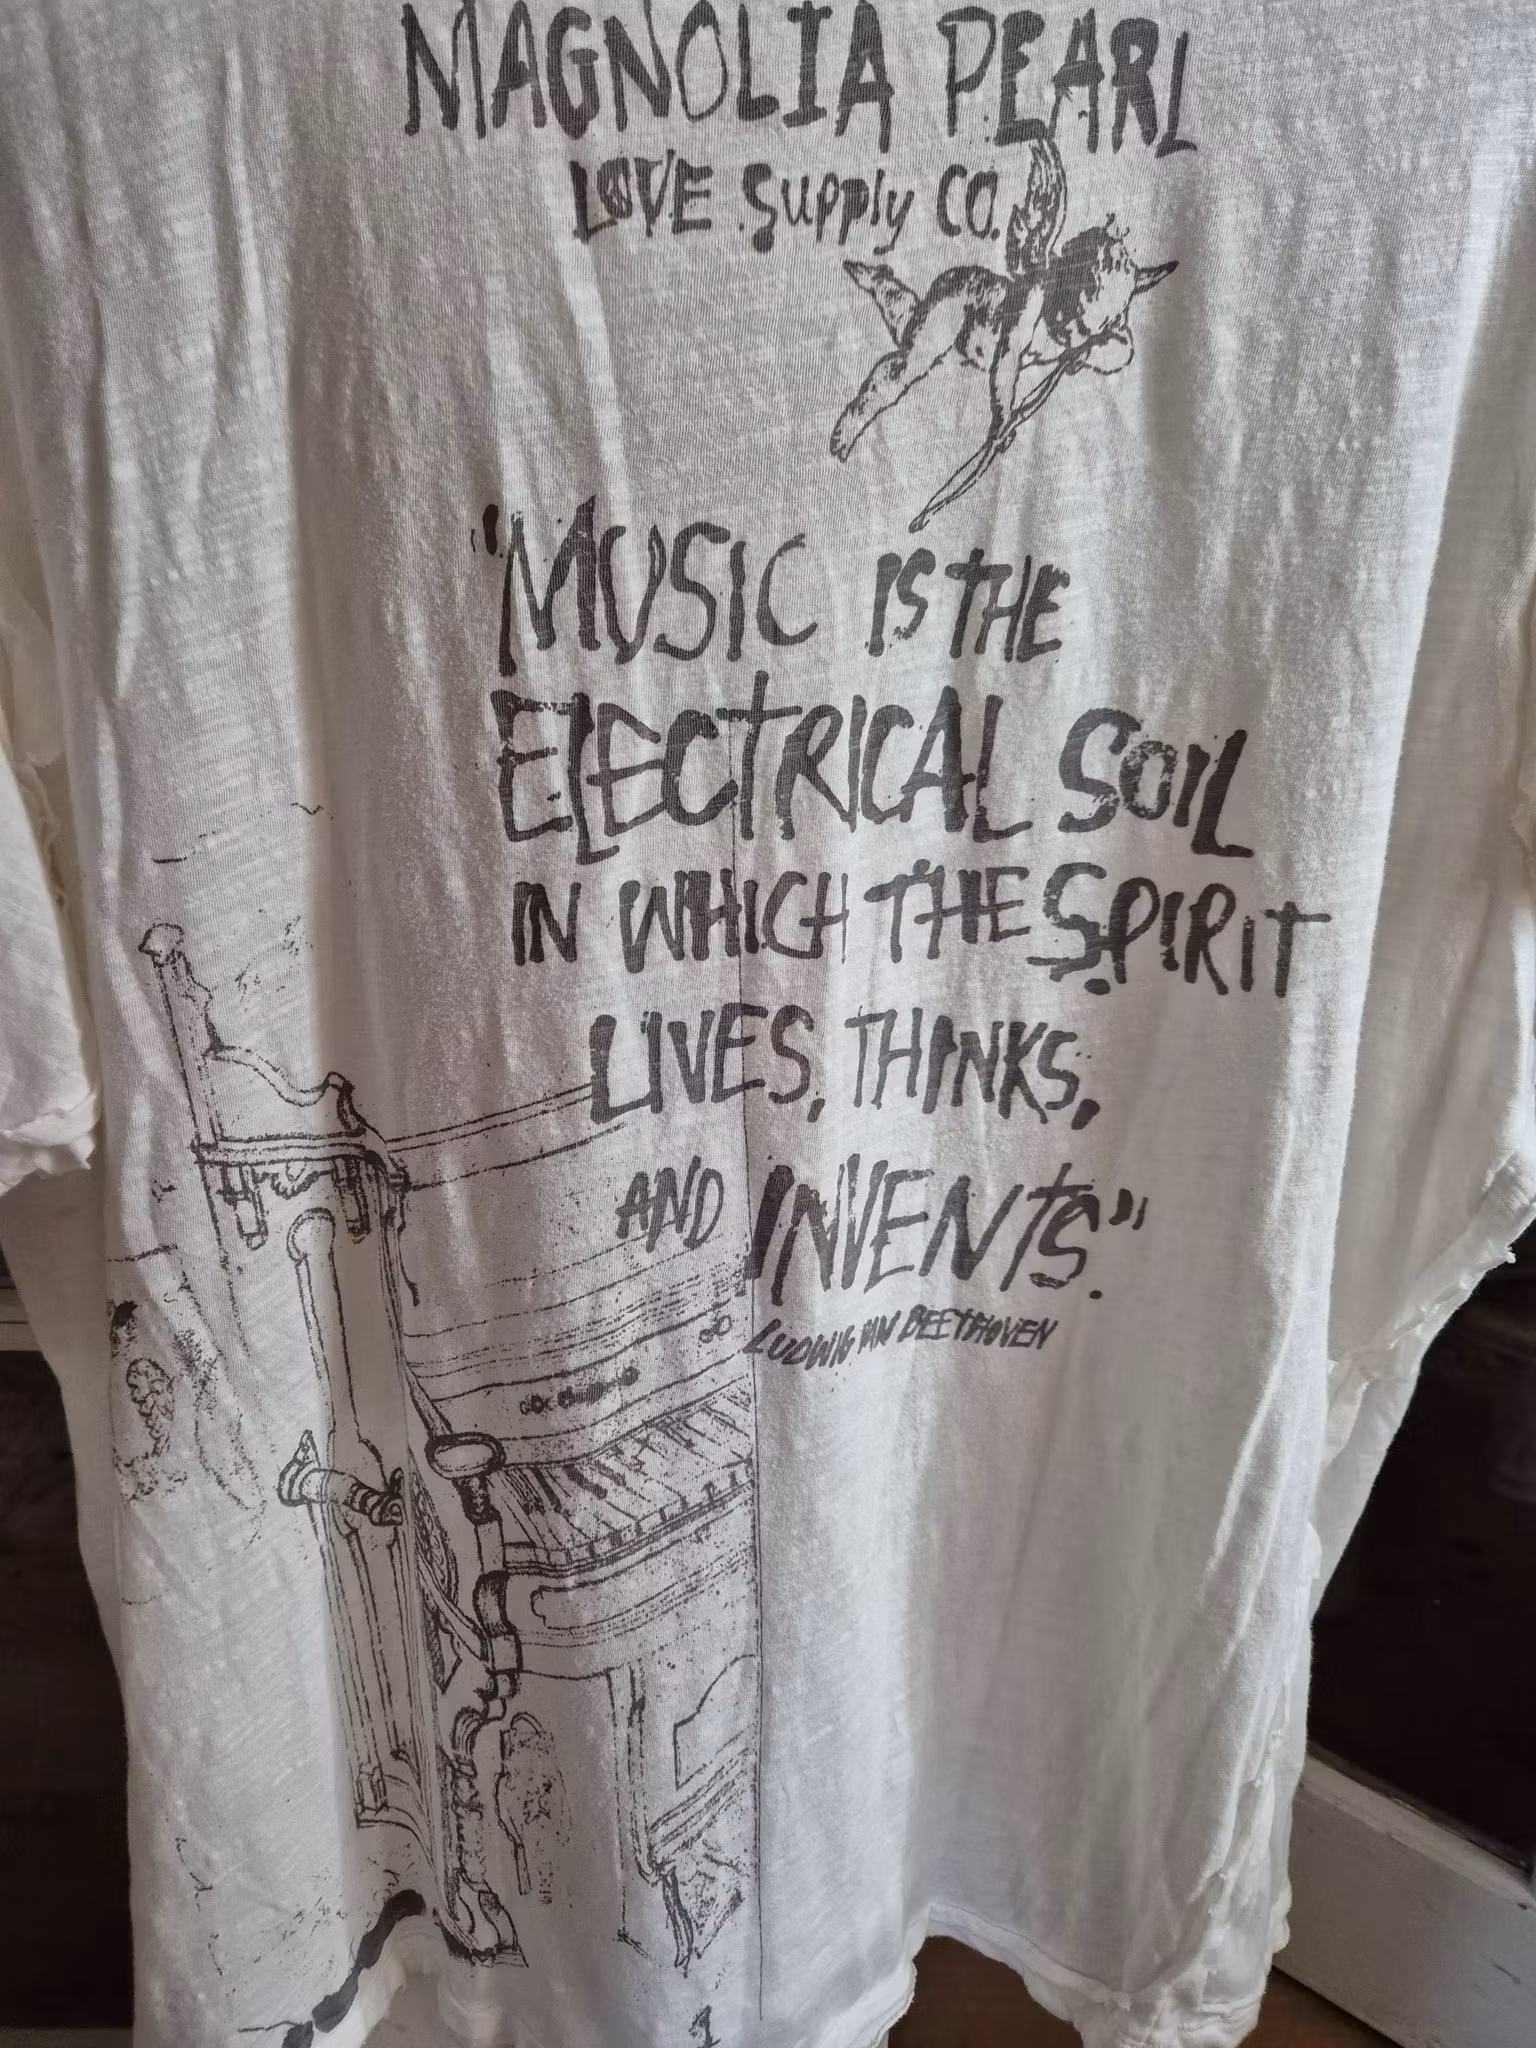 MAGNOLIA PEARL
LOVE Supply CO.
"MUSIC IS THE
ELECTRICAL SOIL
IN WHICH THE SPIRIT
LIVES, THINKS,
AND INVENTS".
LUDWIG VAN BEETHOVEN
1